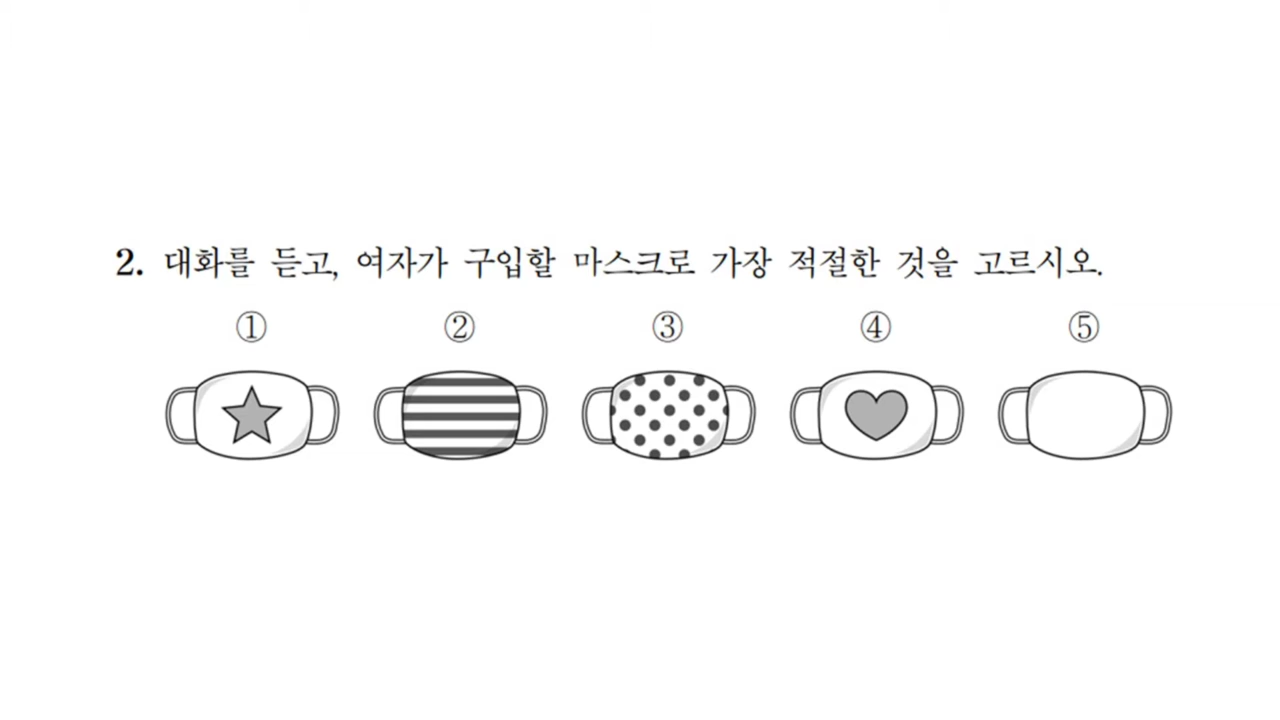 2. 대화를 듣고, 여자가 구입할 마스크로 가장 적절한 것을 고르시오.
① ② ③ ④ ⑤